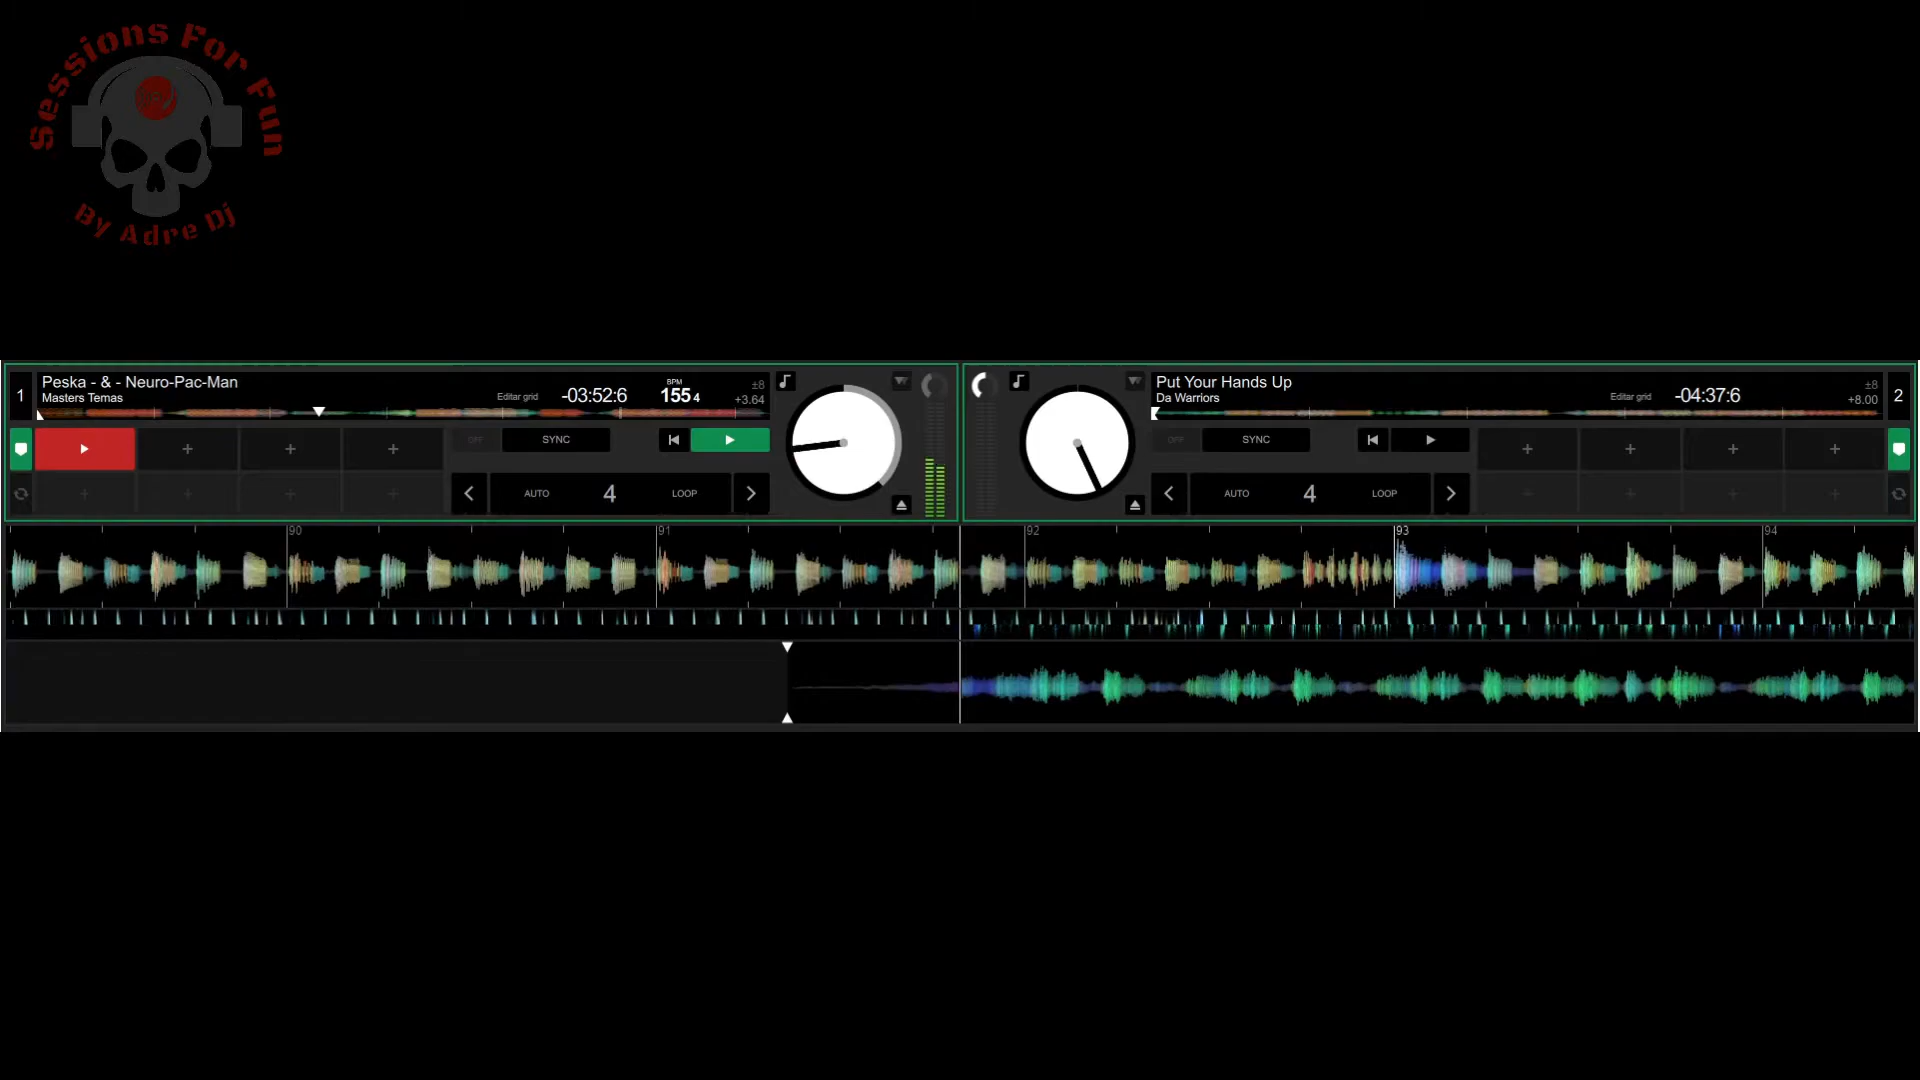 Sessions For Fun
By Adre Dj
1
Peska - & - Neuro-Pac-Man
Masters Temas
Editar grid
-03:52:6
BPM
155.4
±8
+3.64
OFF
SYNC
AUTO
4
LOOP
Put Your Hands Up
Da Warriors
Editar grid
-04:37:6
±8
+8.00
2
OFF
SYNC
AUTO
4
LOOP
90
91
92
93
94